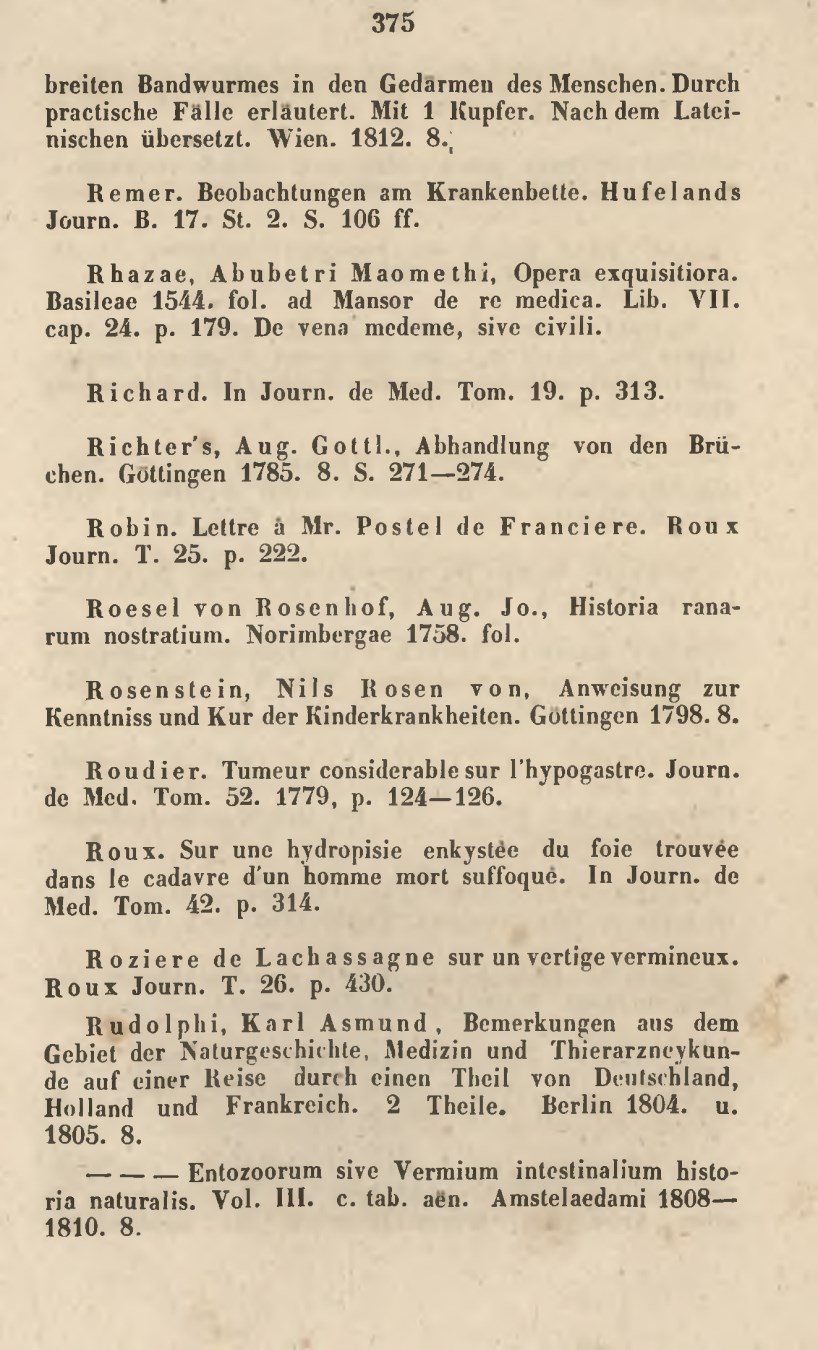 375
breiten Bandwurmes in den Gedärmen des Menschen. Durch
practische Fälle erläutert. Mit 1 Kupfer. Nach dem Latei-
nischen übersetzt. Wien. 1812. 8.
Remer. Beobachtungen am Krankenbette. Hufelands
Journ. B. 17. St. 2. S. 106 ff.
Rhazae, Abubetri Maomethi, Opera exquisitiora.
Basileae 1544. fol. ad Mansor de re medica. Lib. VII.
cap. 24. p. 179. De vena medeme, sive civili.
Richard. In Journ. de Med. Tom. 19. p. 313.
Richter's, Aug. Gottl., Abhandlung von den Brü-
chen. Göttingen 1785. 8. S. 271—274.
Robin. Lettre à Mr. Postel de Franciere. Roux
Journ. T. 25. p. 222.
Roesel von Rosenhof, Aug. Jo., Historia rana-
rum nostratium. Norimbergae 1758. fol.
Rosenstein, Nils Rosen von, Anweisung zur
Kenntniss und Kur der Kinderkrankheiten. Göttingen 1798. 8.
Roudier. Tumeur considerable sur l'hypogastre. Journ.
de Med. Tom. 52. 1779, p. 124—126.
Roux. Sur une hydropisie enkystée du foie trouvée
dans le cadavre d'un homme mort suffoqué. In Journ. de
Med. Tom. 42. p. 314.
Roziere de Lachassagne sur un vertige vermineux.
Roux Journ. T. 26. p. 430.
Rudolphi, Karl Asmund, Bemerkungen aus dem
Gebiet der Naturgeschichte, Medizin und Thierarzneykun-
de auf einer Reise durch einen Theil von Deutschland,
Holland und Frankreich. 2 Theile. Berlin 1804. u.
1805. 8.
— — — Entozoorum sive Vermium intestinalium histo-
ria naturalis. Vol. III. c. tab. aën. Amstelaedami 1808—
1810. 8.